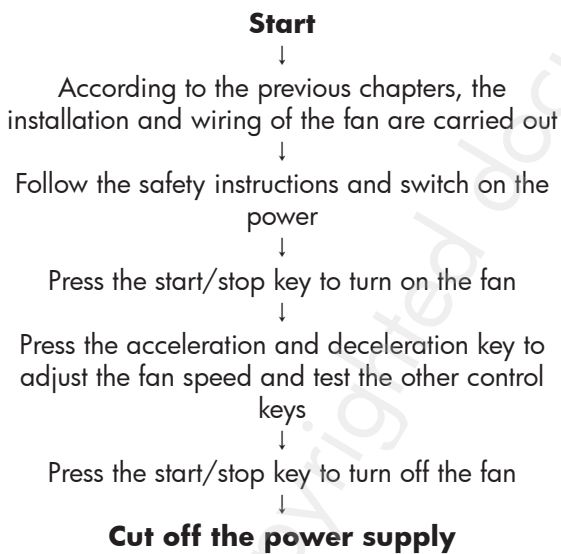 Start
↓
According to the previous chapters, the
installation and wiring of the fan are carried out
↓
Follow the safety instructions and switch on the
power
↓
Press the start/stop key to turn on the fan
↓
Press the acceleration and deceleration key to
adjust the fan speed and test the other control
keys
↓
Press the start/stop key to turn off the fan
↓
Cut off the power supply